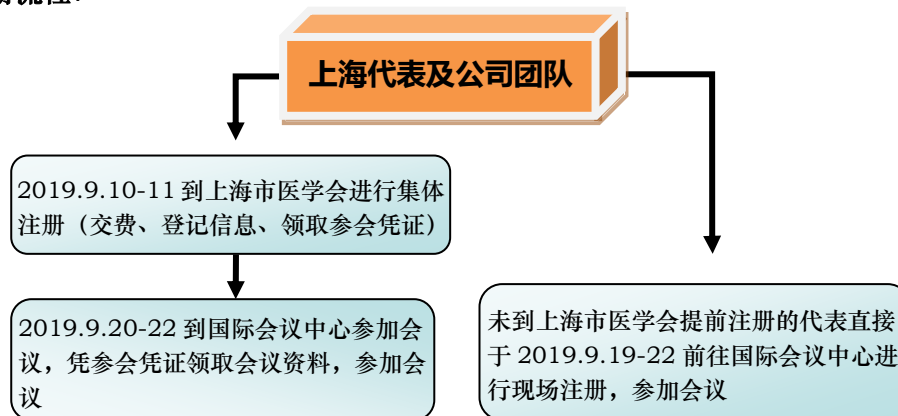 上海代表及公司团队
2019.9.10-11 到上海市医学会进行集体
注册（交费、登记信息、领取参会凭证）
2019.9.20-22 到国际会议中心参加会
议，凭参会凭证领取会议资料，参加会
议
未到上海市医学会提前注册的代表直接
于 2019.9.19-22 前往国际会议中心进
行现场注册，参加会议